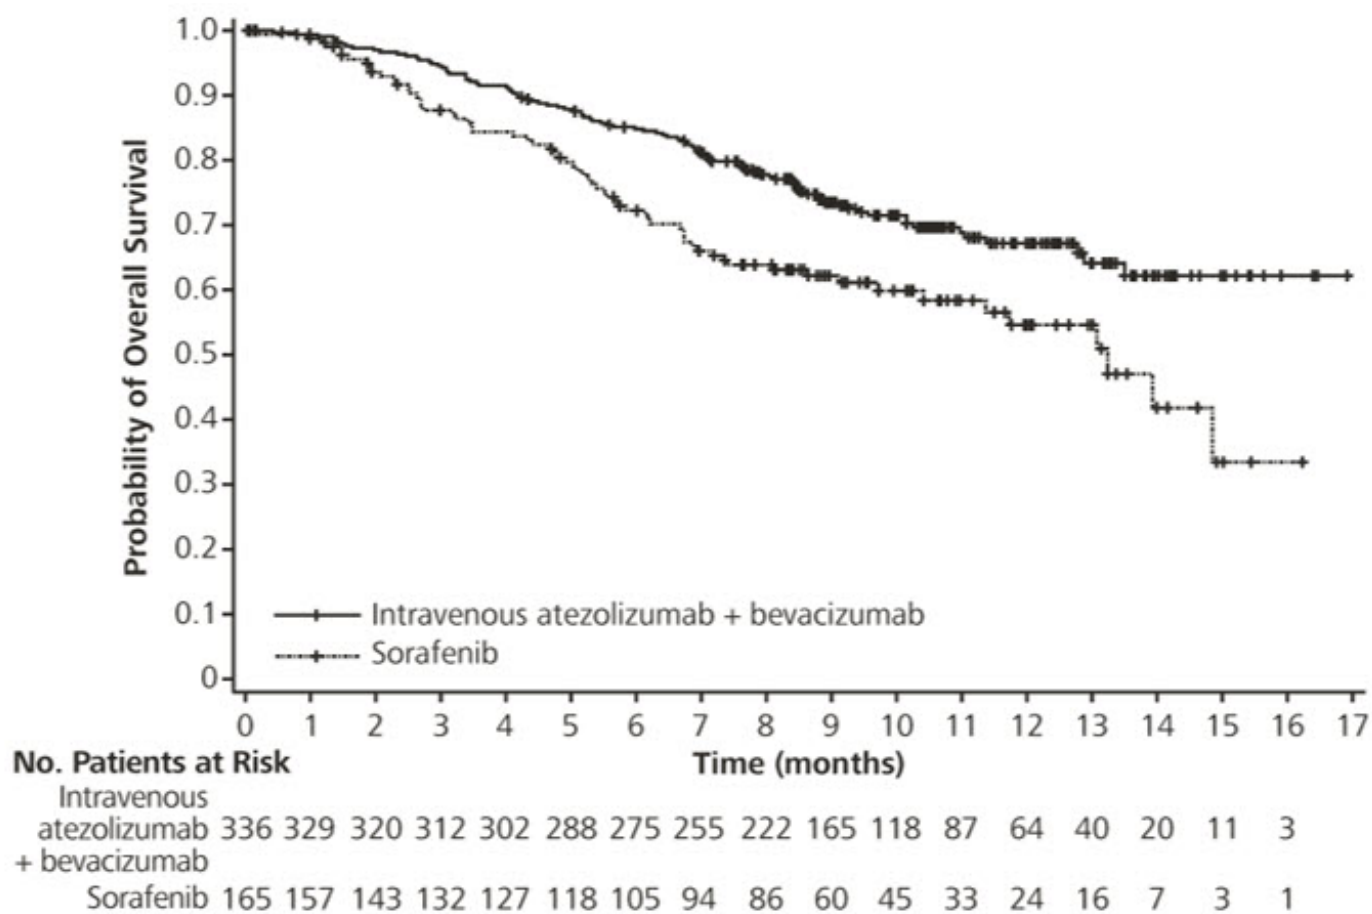 1.0
0.9
0.8
0.7
0.6
0.5
0.4
0.3
0.2
0.1
0
Probability of Overall Survival
Intravenous atezolizumab + bevacizumab
Sorafenib
0 1 2 3 4 5 6 7 8 9 10 11 12 13 14 15 16 17
No. Patients at Risk Time (months)
Intravenous
atezolizumab 336 329 320 312 302 288 275 255 222 165 118 87 64 40 20 11 3
+ bevacizumab
Sorafenib 165 157 143 132 127 118 105 94 86 60 45 33 24 16 7 3 1